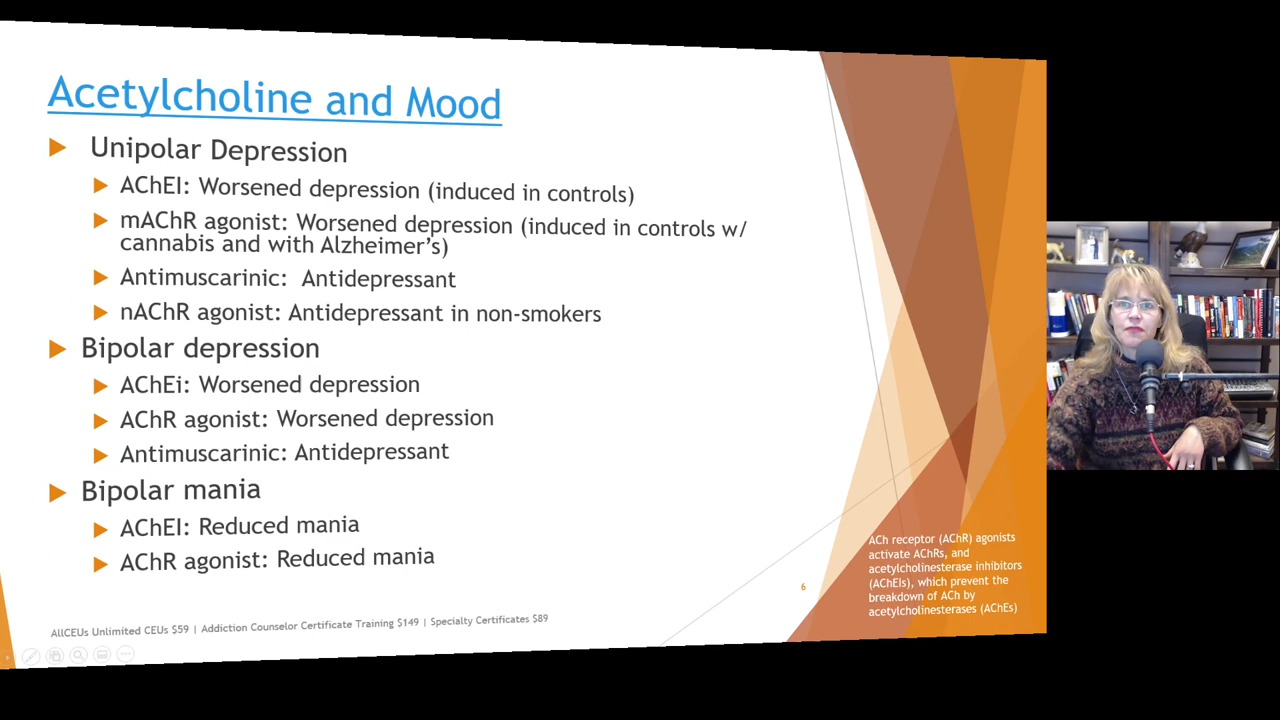 Acetylcholine and Mood
Unipolar Depression
AChEI: Worsened depression (induced in controls)
mAChR agonist: Worsened depression (induced in controls w/
cannabis and with Alzheimer’s)
Antimuscarinic: Antidepressant
nAChR agonist: Antidepressant in non-smokers
Bipolar depression
AChEi: Worsened depression
AChR agonist: Worsened depression
Antimuscarinic: Antidepressant
Bipolar mania
AChEI: Reduced mania
AChR agonist: Reduced mania
ACh receptor (AChR) agonists
activate AChRs, and
acetylcholinesterase inhibitors
(AChEIs), which prevent the
breakdown of ACh by
acetylcholinesterases (AChEs)
6
AllCEUs Unlimited CEUs $59 | Addiction Counselor Certificate Training $149 | Specialty Certificates $89